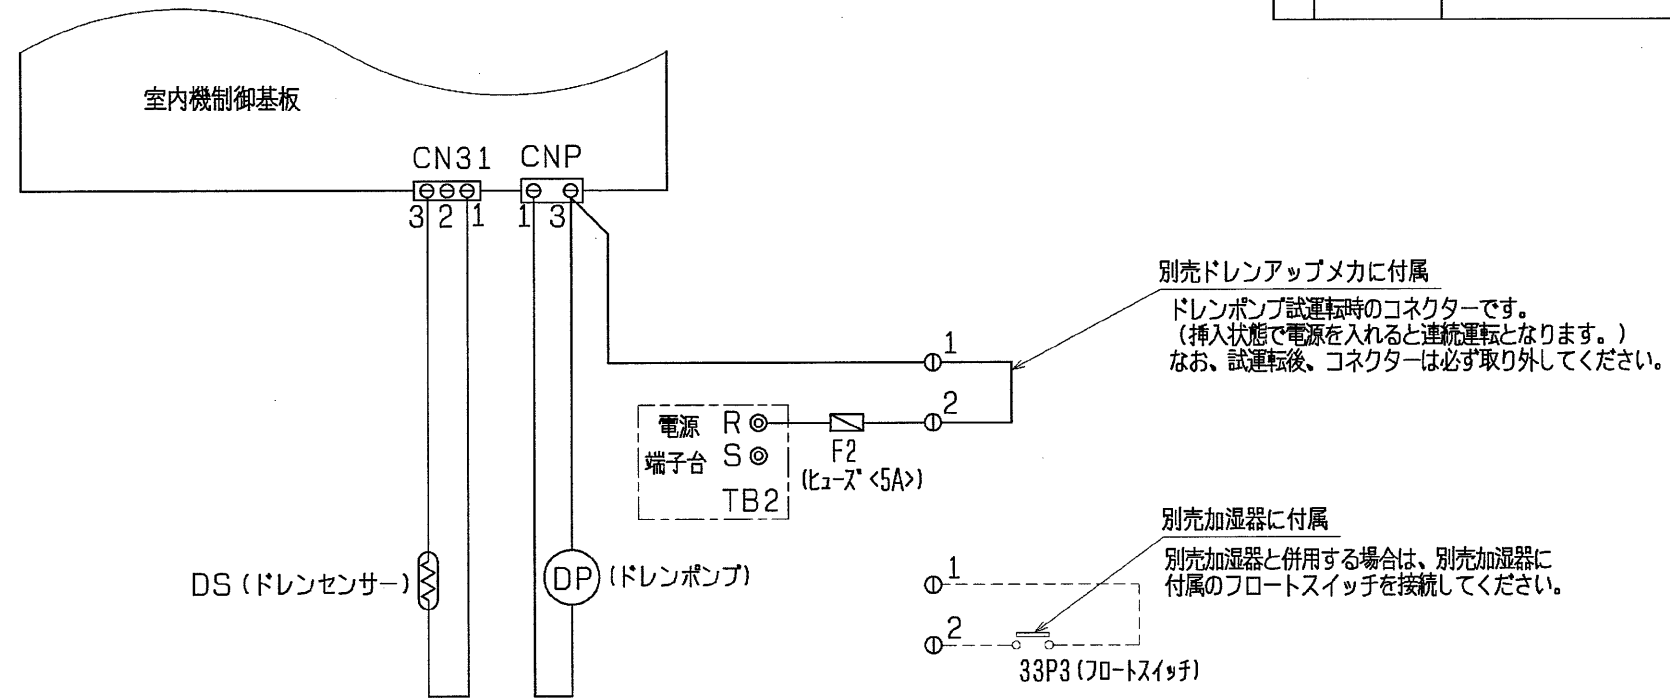 室内機制御基板
CN31 CNP
3 2 1 1 3
別売ドレンアップメカに付属
ドレンポンプ試運転時のコネクターです。
(挿入状態で電源を入れると連続運転となります。)
なお、試運転後、コネクターは必ず取り外してください。
1
2
電源 R
端子台 S
TB2
F2
(ヒューズ<5A>)
別売加湿器に付属
別売加湿器と併用する場合は、別売加湿器に
付属のフロートスイッチを接続してください。
DS(ドレンセンサー)
DP (ドレンポンプ)
1
2
33P3(フロートスイッチ)